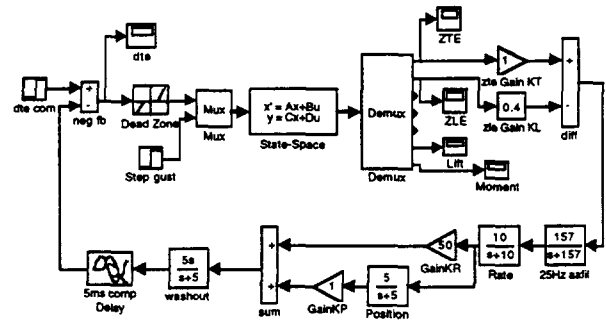 dte
ZTE
1
zte Gain KT
+
-
dte com
neg fb
Dead Zone
Mux
Mux
x' = Ax+Bu
y = Cx+Du
State-Space
Demux
Demux
ZLE
0.4
zle Gain KL
+
-
diff
Step gust
Lift
Moment
50
GainKR
10
s+10
Rate
157
s+157
+
+
sum
5s
s+5
washout
5ms comp
Delay
1
GainKP
5
s+5
Position